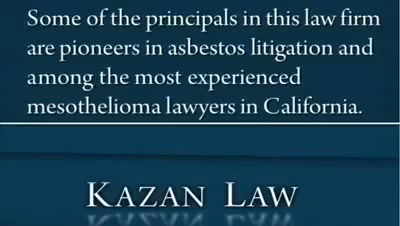 Some of the principals in this law firm
are pioneers in asbestos litigation and
among the most experienced
mesothelioma lawyers in California.
KAZAN LAW